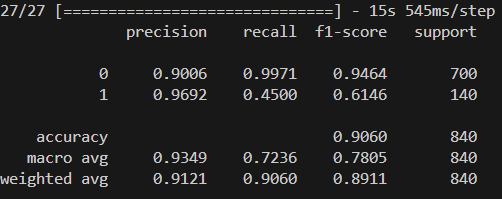 27/27 [==============================] - 15s 545ms/step
precision recall f1-score support
0 0.9006 0.9971 0.9464 700
1 0.9692 0.4500 0.6146 140
accuracy 0.9060 840
macro avg 0.9349 0.7236 0.7805 840
weighted avg 0.9121 0.9060 0.8911 840